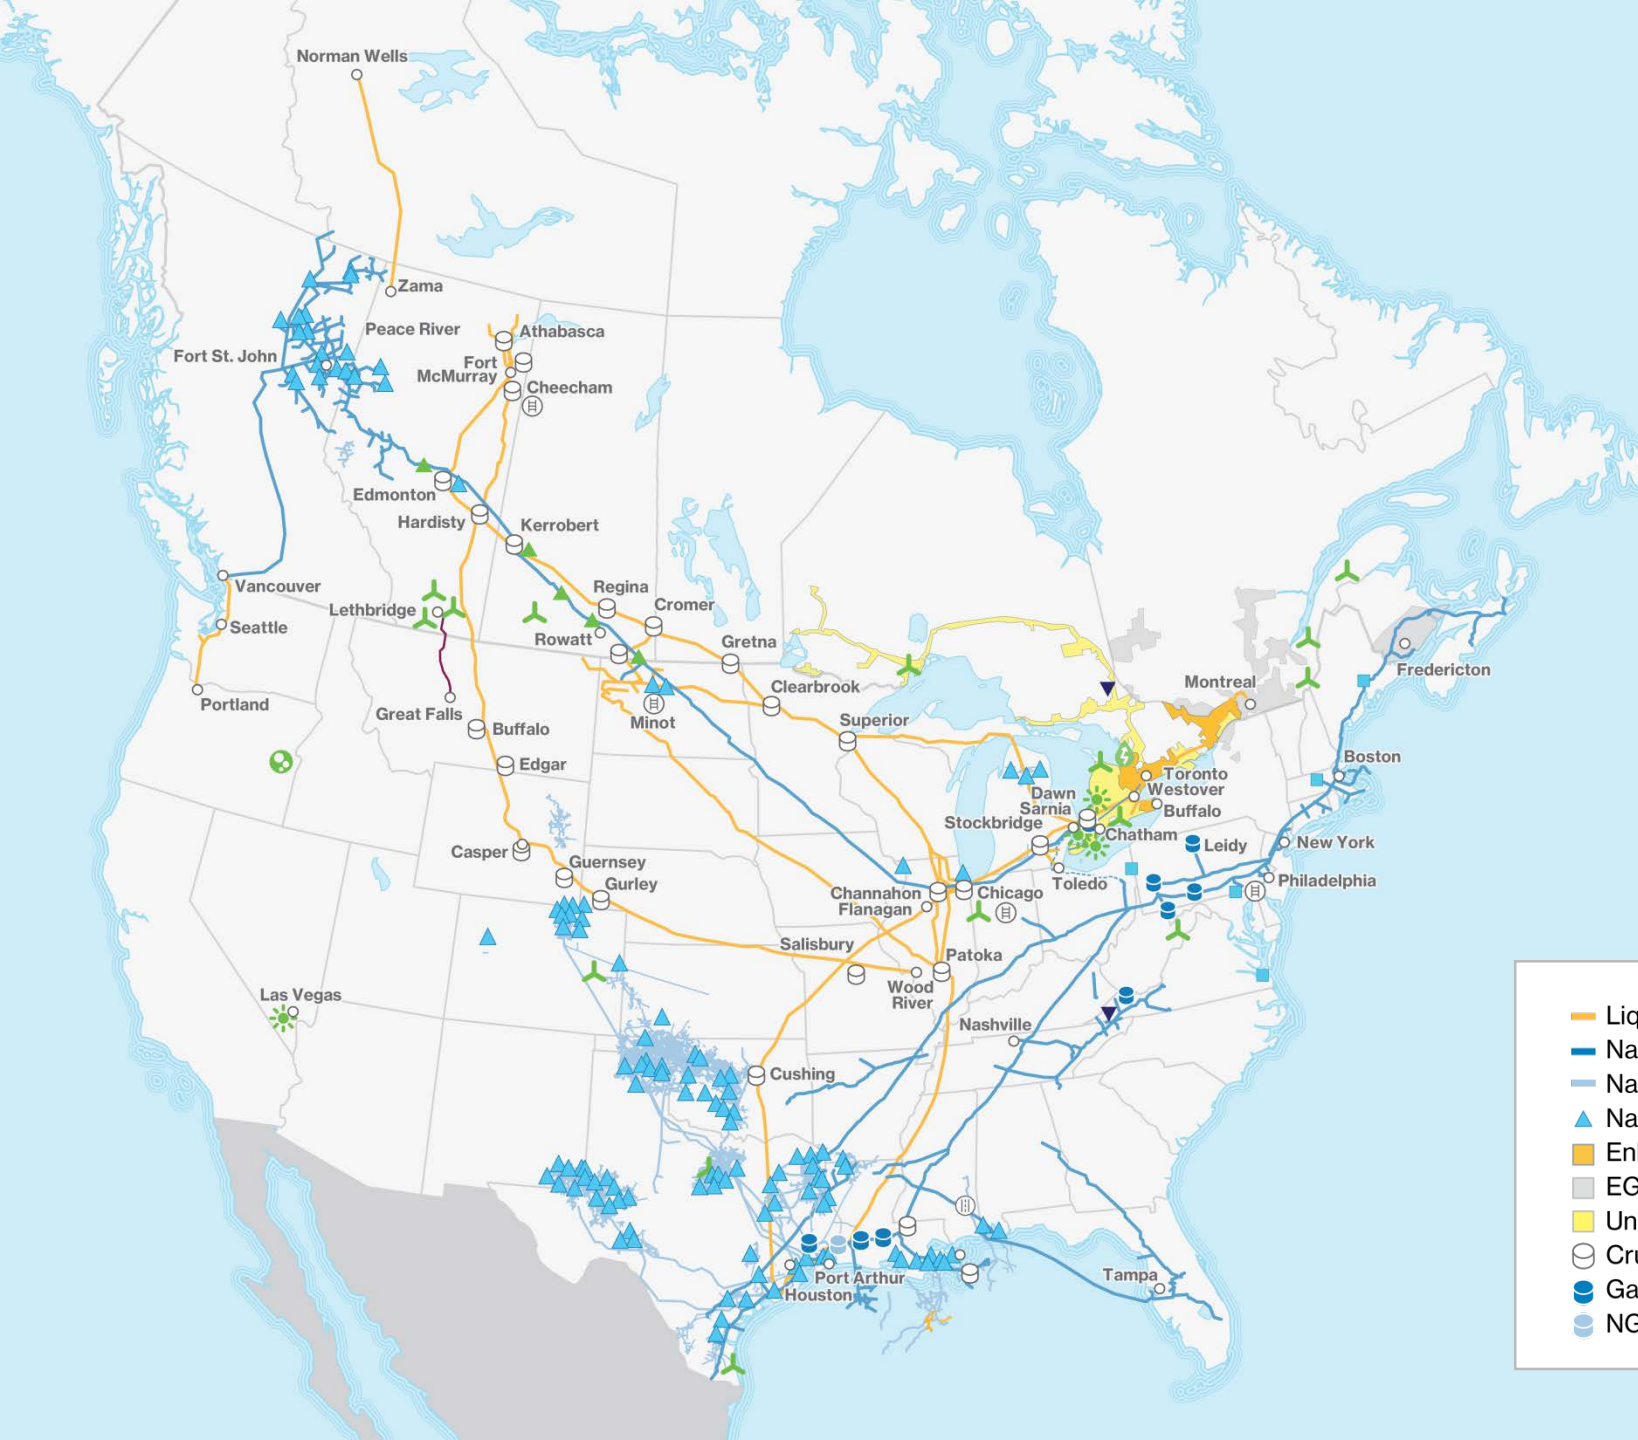 Norman Wells
Zama
Peace River
Athabasca
Fort St. John
Fort
McMurray
Cheecham
Edmonton
Hardisty
Kerrobert
Vancouver
Regina
Lethbridge
Cromer
Seattle
Rowatt
Gretna
Fredericton
Clearbrook
Montreal
Portland
Great Falls
Minot
Superior
Buffalo
Boston
Edgar
Toronto
Westover
Dawn
Sarnia
Buffalo
Stockbridge
Chatham
Leidy
New York
Casper
Guernsey
Gurley
Toledo
Philadelphia
Channahon
Flanagan
Chicago
Salisbury
Patoka
Wood
River
Las Vegas
Nashville
Cushing
Tampa
Port Arthur
Houston
Liq
Na
Na
Na
Enl
EG
Un
Cru
Ga
NG